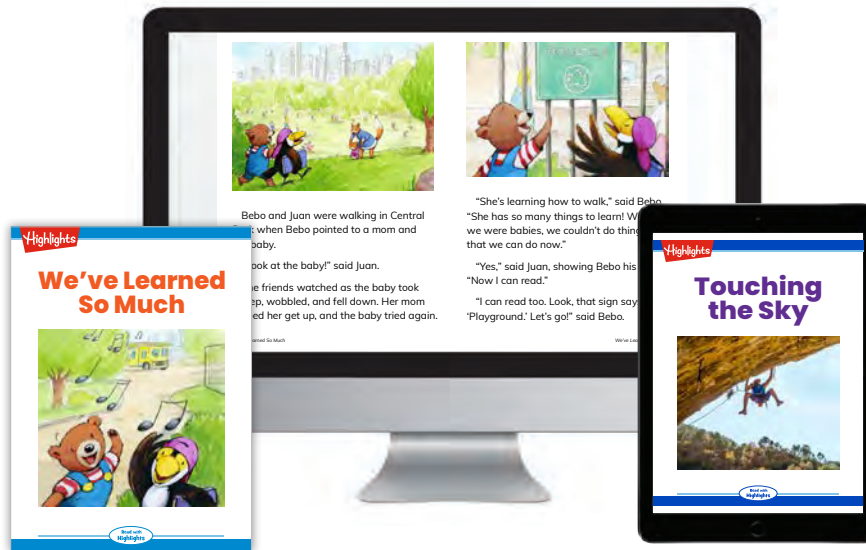 Bebo and Juan were walking in Central
when Bebo pointed to a mom and
baby.
ook at the baby!” said Juan.
e friends watched as the baby took
ep, wobbled, and fell down. Her mom
ed her get up, and the baby tried again.
arned So Much
“She’s learning how to walk,” said Bebo.
“She has so many things to learn! W
we were babies, we couldn’t do thing
that we can do now.”
“Yes,” said Juan, showing Bebo his
“Now I can read.”
“I can read too. Look, that sign say
‘Playground.’ Let’s go!” said Bebo.
We’ve Lea
Highlights
We’ve Learned
So Much
Read with
Highlights
Highlights
Touching
the Sky
Read with
Highlights